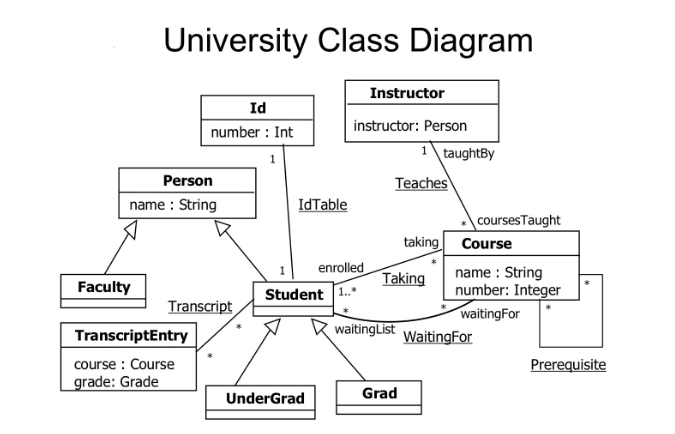 University Class Diagram
Id
number : Int
Instructor
instructor: Person
1
1
taughtBy
Teaches
Person
name : String
IdTable
*
coursesTaught
taking
*
Course
name : String
number: Integer
enrolled
1
1..*
Taking
Faculty
Student
Transcript
*
*
waitingList
*
waitingFor
WaitingFor
*
*
Prerequisite
TranscriptEntry
course : Course
grade: Grade
*
UnderGrad
Grad